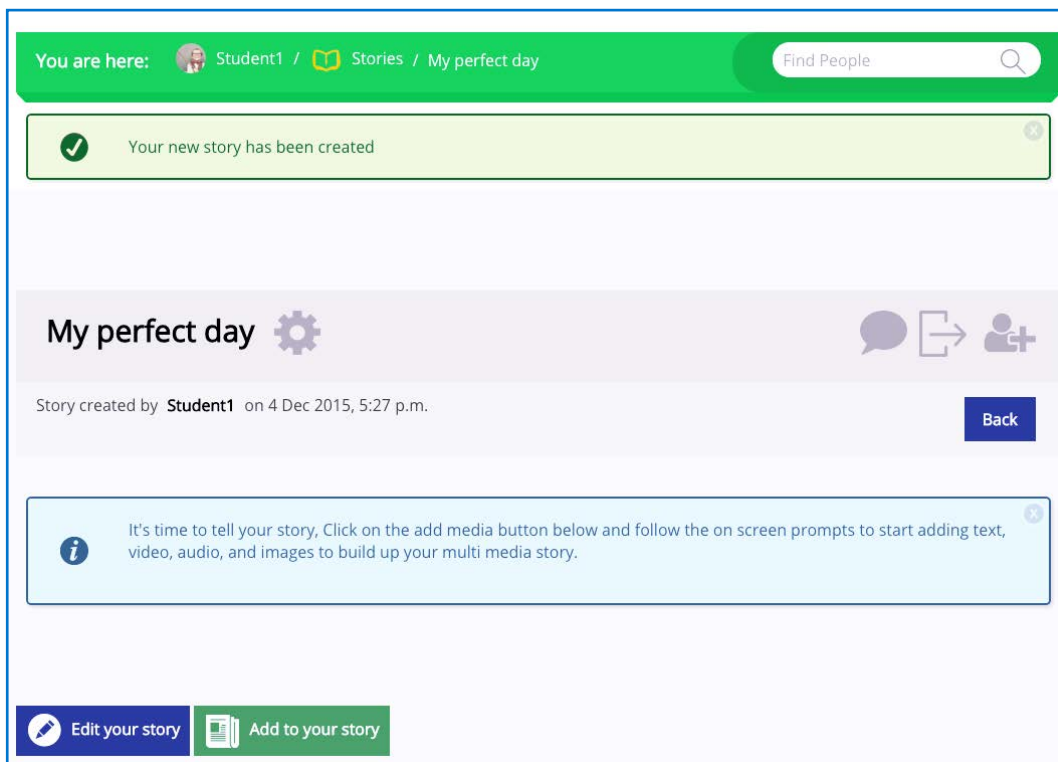 You are here: Student1 / Stories / My perfect day Find People
Your new story has been created
My perfect day
Story created by Student1 on 4 Dec 2015, 5:27 p.m.
Back
It's time to tell your story, Click on the add media button below and follow the on screen prompts to start adding text,
video, audio, and images to build up your multi media story.
Edit your story Add to your story